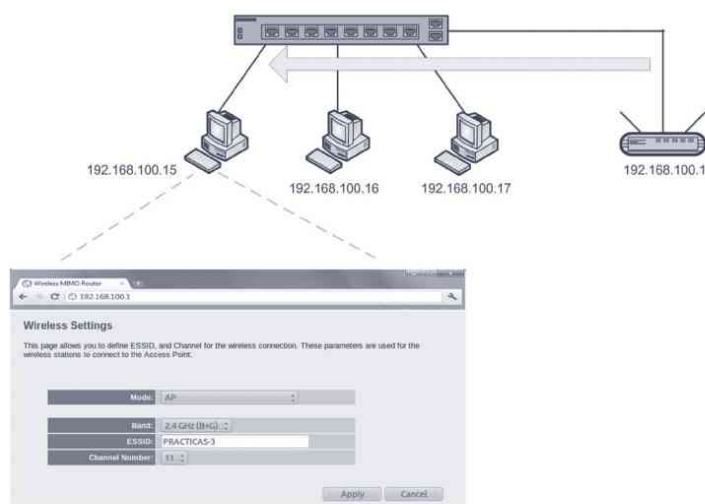 192.168.100.15
192.168.100.16
192.168.100.17
192.168.100.1
Wireless MIMO Router
192.168.100.1
Wireless Settings
This page allows you to define ESSID, and Channel for the wireless connection. These parameters are used for the
wireless stations to connect to the Access Point.
Mode: AP
Band: 2.4 GHz (B+G)
ESSID: PRACTICAS-3
Channel Number: 11
Apply Cancel